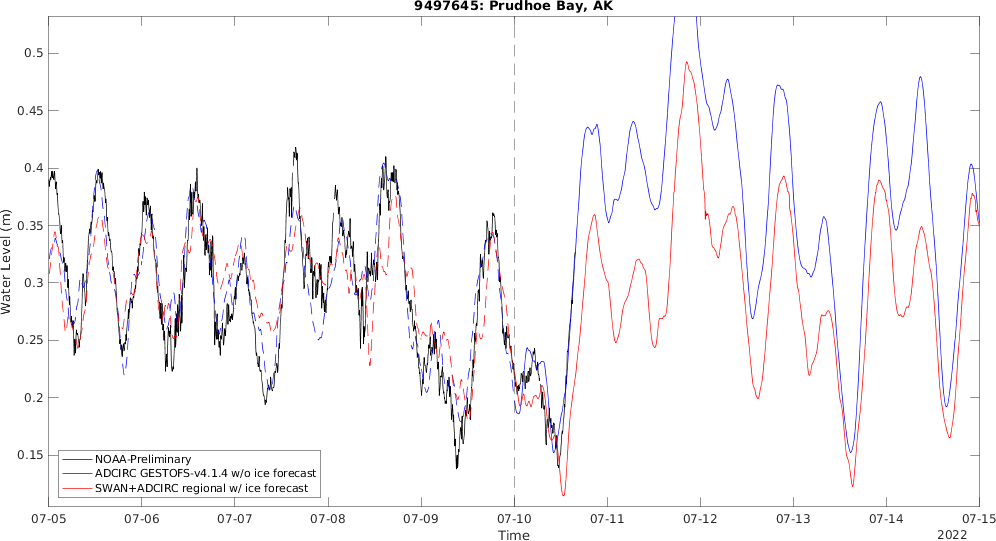 9497645: Prudhoe Bay, AK
Water Level (m)
0.5
0.45
0.4
0.35
0.3
0.25
0.2
0.15
NOAA-Preliminary
ADCIRC GESTOFS-v4.1.4 w/o ice forecast
SWAN+ADCIRC regional w/ ice forecast
07-05 07-06 07-07 07-08 07-09 07-10 07-11 07-12 07-13 07-14 07-15
Time
2022